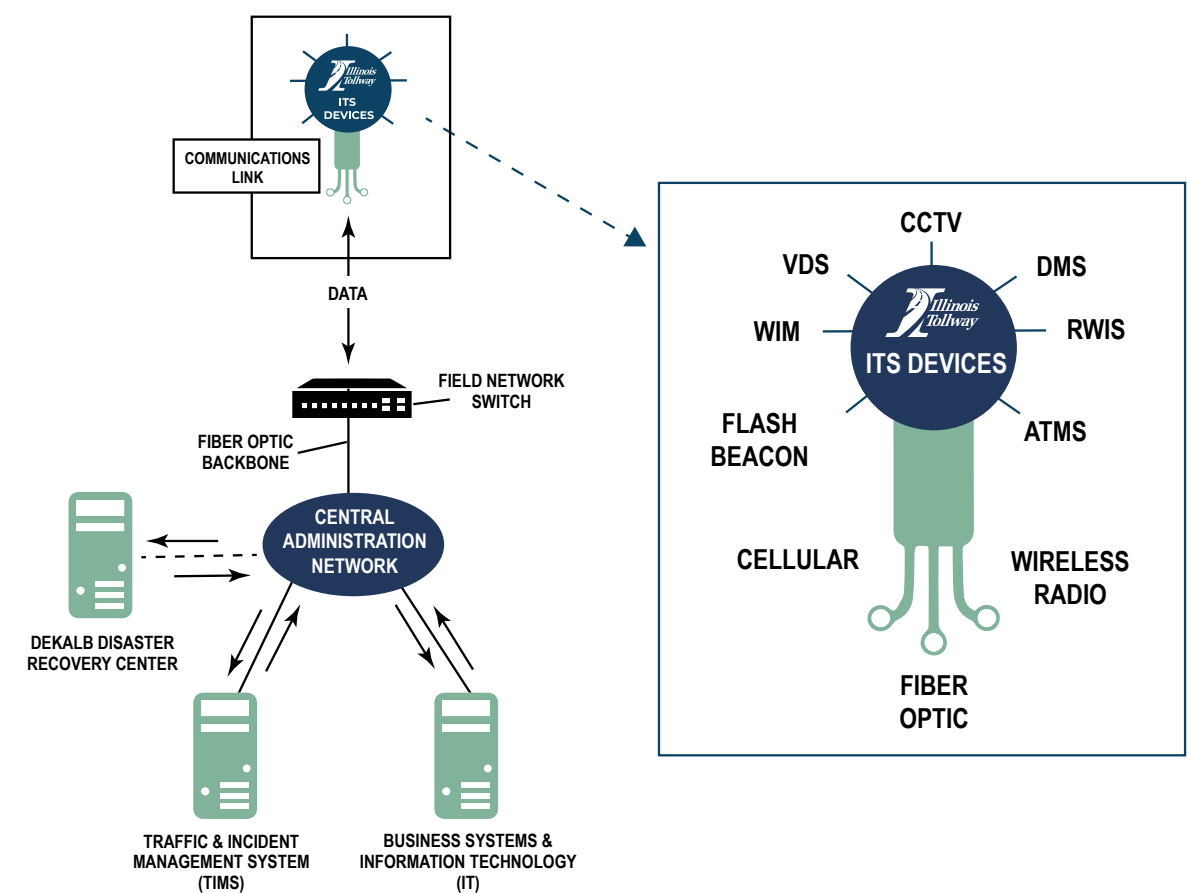 Illinois
Tollway
ITS
DEVICES
COMMUNICATIONS
LINK
DATA
FIELD NETWORK
SWITCH
FIBER OPTIC
BACKBONE
CENTRAL
ADMINISTRATION
NETWORK
DEKALB DISASTER
RECOVERY CENTER
TRAFFIC & INCIDENT
MANAGEMENT SYSTEM
(TIMS)
BUSINESS SYSTEMS &
INFORMATION TECHNOLOGY
(IT)
CCTV
VDS
DMS
WIM
Illinois
Tollway
RWIS
ITS DEVICES
FLASH
BEACON
ATMS
CELLULAR
WIRELESS
RADIO
FIBER
OPTIC